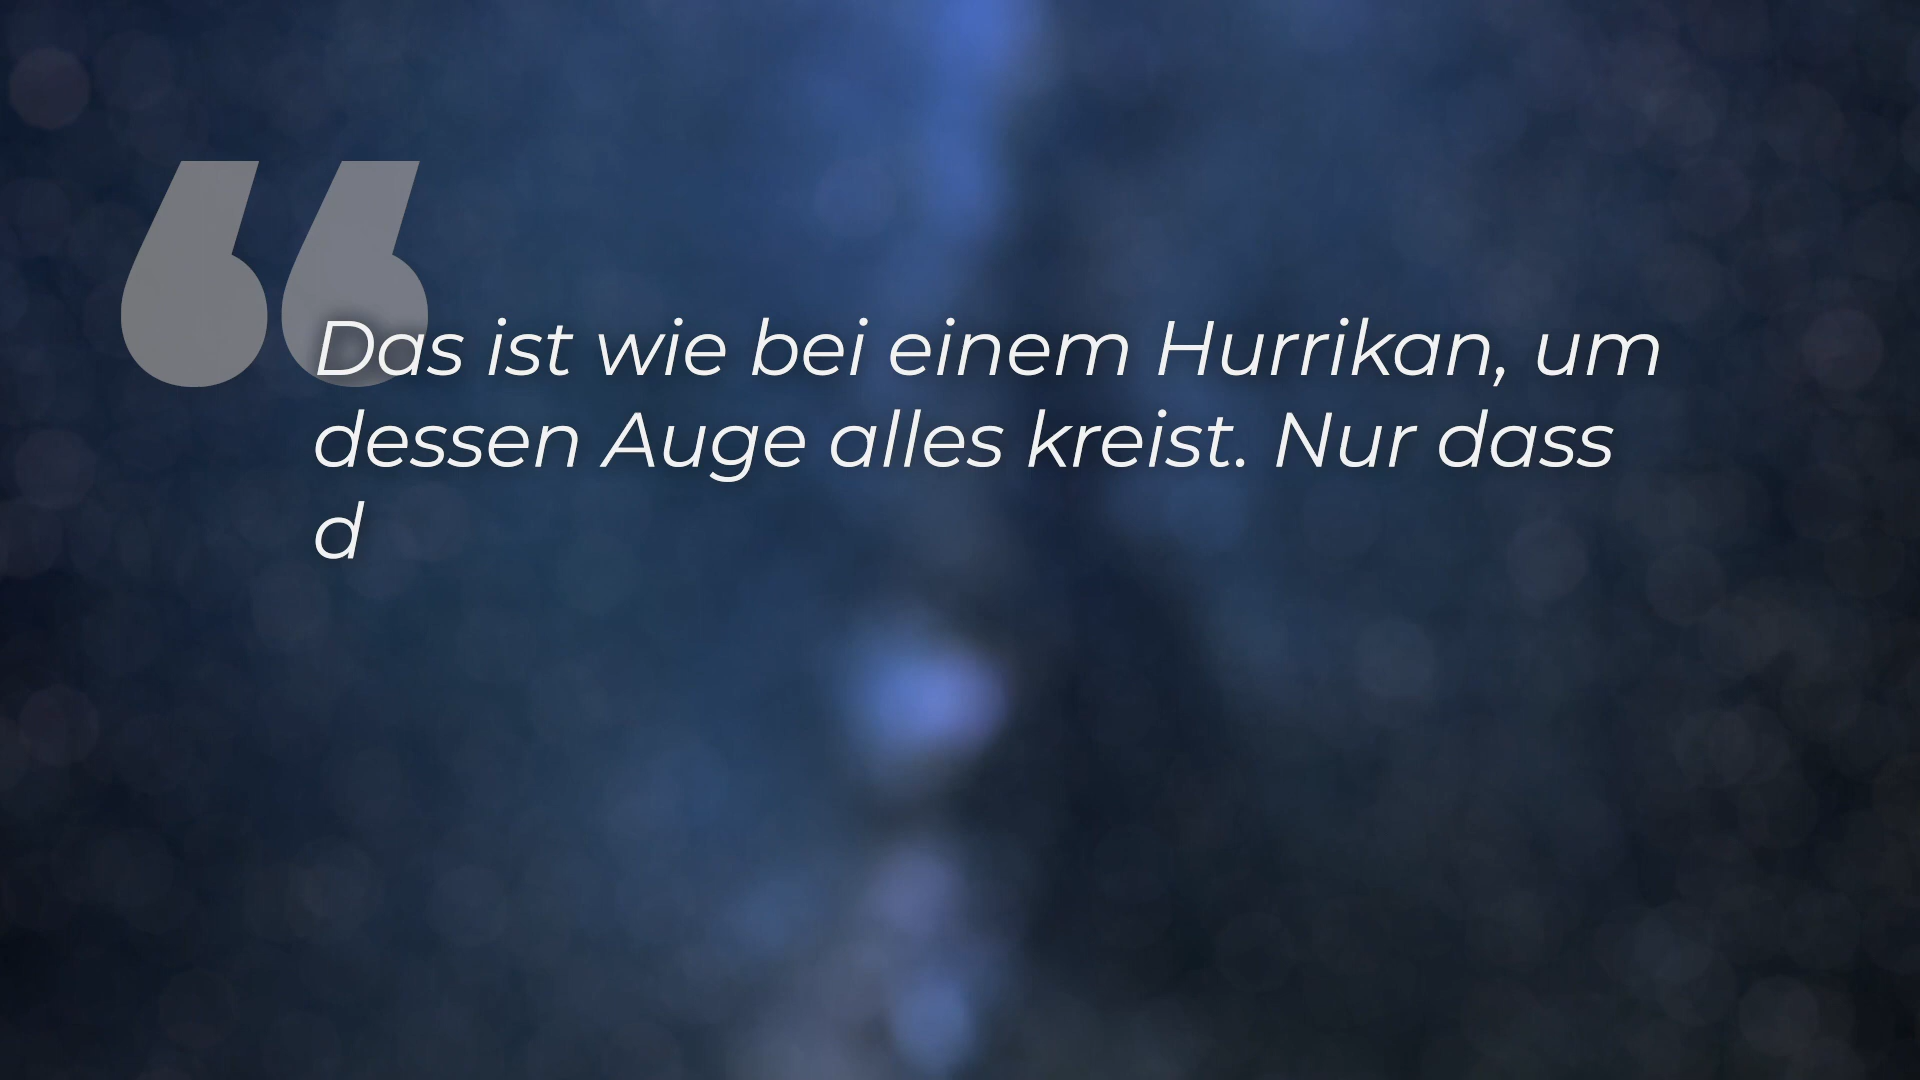 “Das ist wie bei einem Hurrikan, um
dessen Auge alles kreist. Nur dass
d